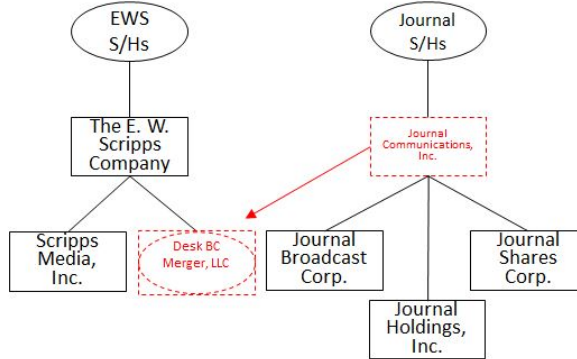 EWS
S/Hs
Journal
S/Hs
The E. W.
Scripps
Company
Journal
Communications,
Inc.
Scripps
Media,
Inc.
Desk BC
Merger, LLC
Journal
Broadcast
Corp.
Journal
Holdings,
Inc.
Journal
Shares
Corp.